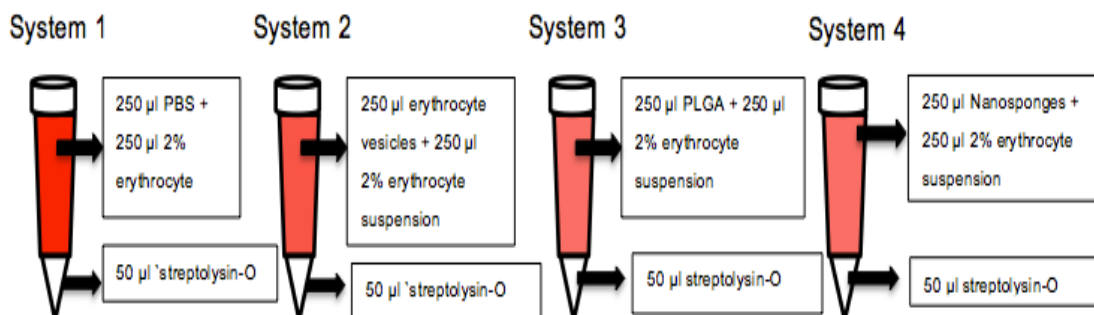 System 1
System 2
System 3
System 4
250 µl PBS +
250 µl 2%
erythrocyte
250 µl erythrocyte
vesicles + 250 µl
2% erythrocyte
suspension
250 µl PLGA + 250 µl
2% erythrocyte
suspension
250 µl Nanosponges +
250 µl 2% erythrocyte
suspension
50 µl `streptolysin-O
50 µl `streptolysin-O
50 µl streptolysin-O
50 µl streptolysin-O